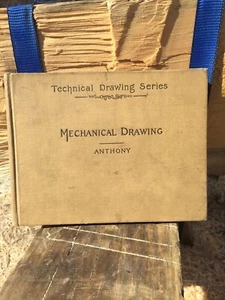 Technical Drawing Series
MECHANICAL DRAWING
ANTHONY